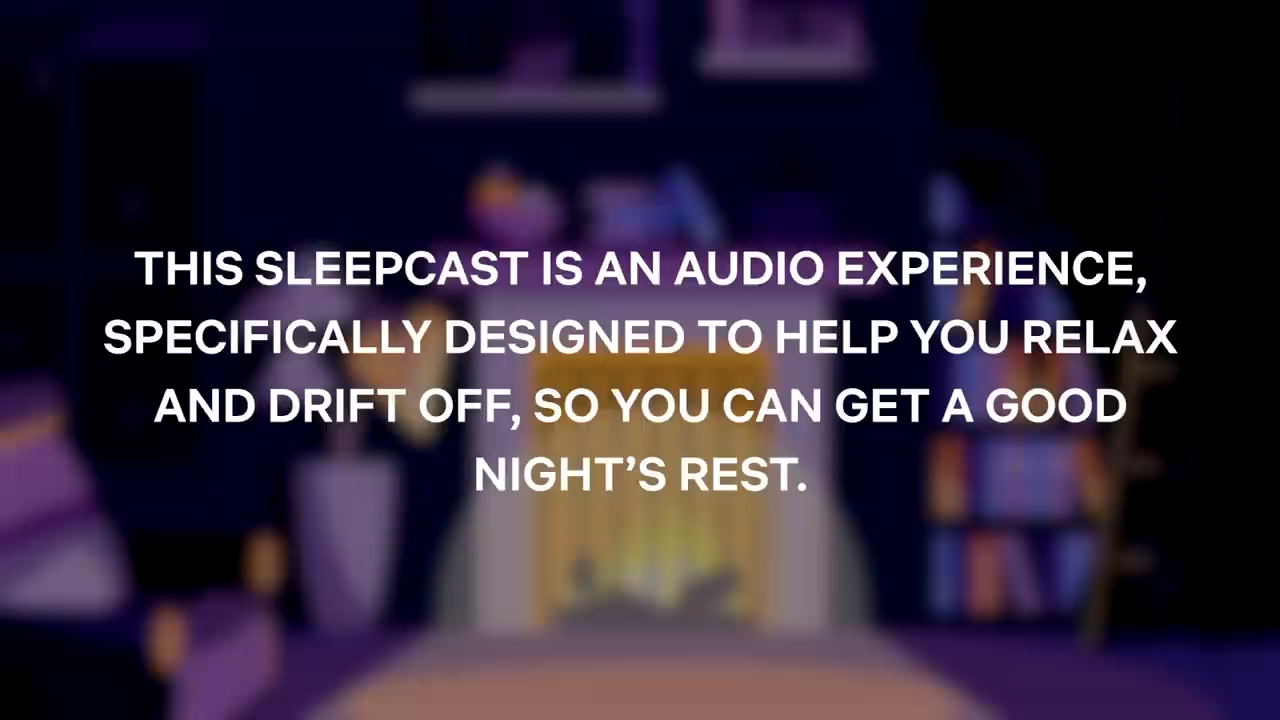 THIS SLEEPCAST IS AN AUDIO EXPERIENCE,
SPECIFICALLY DESIGNED TO HELP YOU RELAX
AND DRIFT OFF, SO YOU CAN GET A GOOD
NIGHT’S REST.